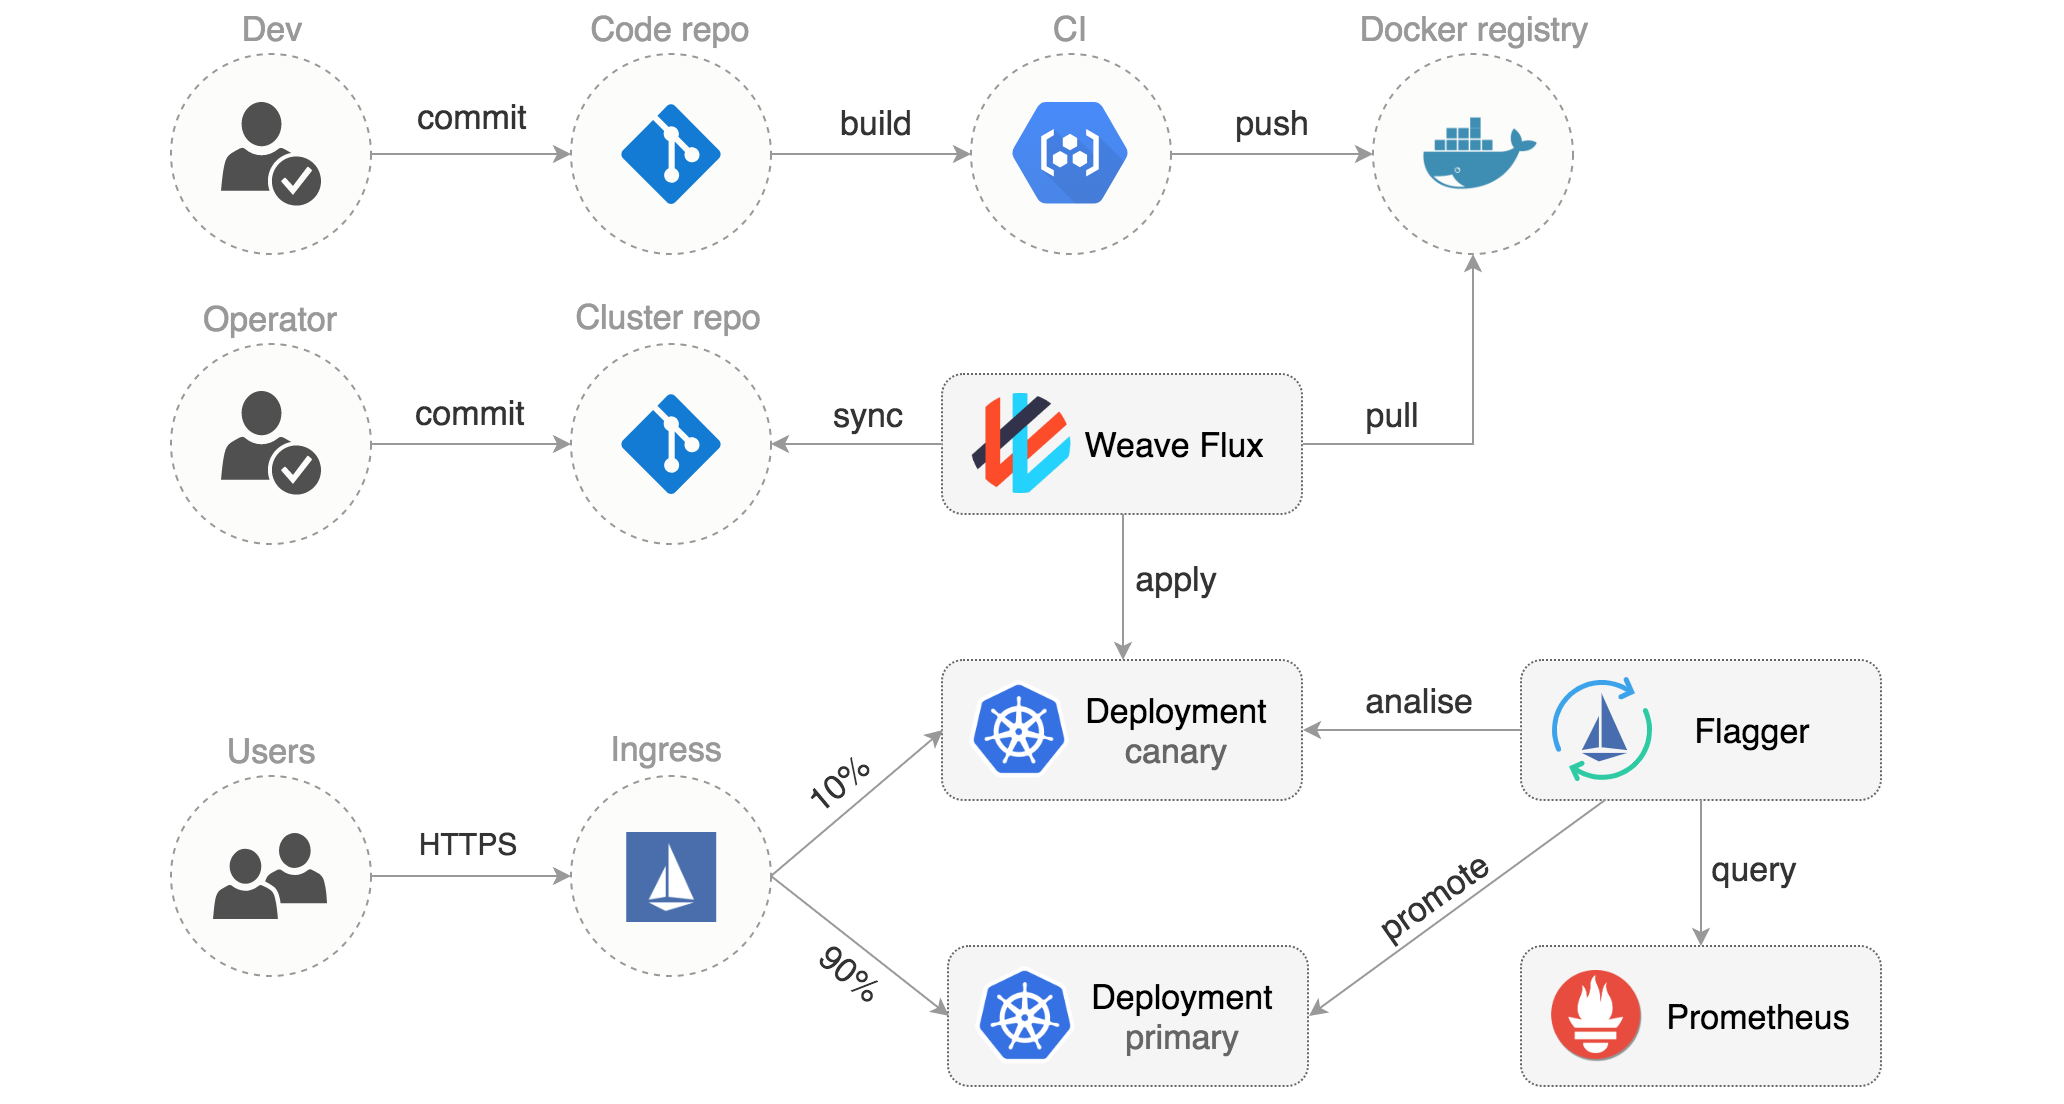 Dev
Code repo
CI
Docker registry
commit
build
push
Operator
Cluster repo
commit
sync
Weave Flux
pull
apply
Users
Ingress
HTTPS
10%
90%
Deployment
canary
analise
Flagger
promote
query
Deployment
primary
Prometheus